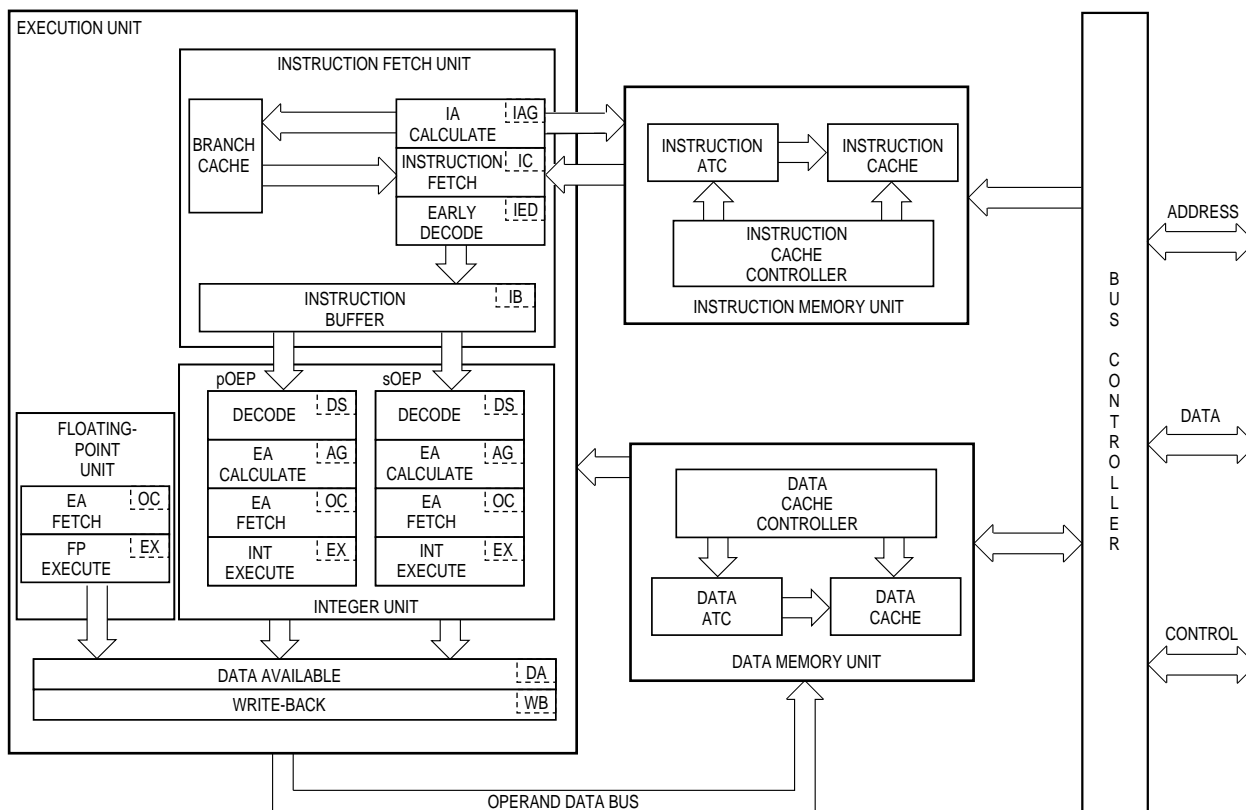 EXECUTION UNIT
INSTRUCTION FETCH UNIT
BRANCH
CACHE
IA
CALCULATE
IAG
INSTRUCTION
FETCH
IC
EARLY
DECODE
IED
INSTRUCTION
BUFFER
IB
pOEP
sOEP
DECODE
DS
EA
CALCULATE
AG
EA
FETCH
OC
INT
EXECUTE
EX
DECODE
DS
EA
CALCULATE
AG
EA
FETCH
OC
INT
EXECUTE
EX
INTEGER UNIT
FLOATING-
POINT
UNIT
EA
FETCH
OC
FP
EXECUTE
EX
DATA AVAILABLE
DA
WRITE-BACK
WB
INSTRUCTION
ATC
INSTRUCTION
CACHE
INSTRUCTION
CACHE
CONTROLLER
INSTRUCTION MEMORY UNIT
DATA
CACHE
CONTROLLER
DATA
ATC
DATA
CACHE
DATA MEMORY UNIT
OPERAND DATA BUS
BUS CONTROLLER
ADDRESS
DATA
CONTROL